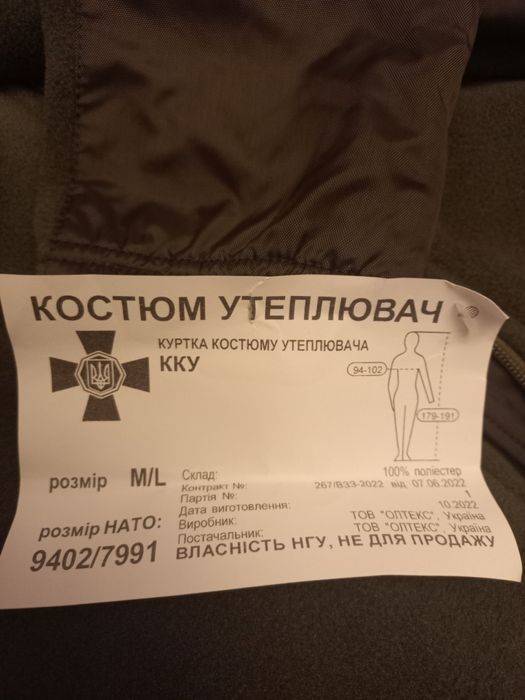 КОСТЮМ УТЕПЛЮВАЧ
КУРТКА КОСТЮМУ УТЕПЛЮВАЧА
ККУ
94-102
179-191
розмір M/L
Склад: 100% поліестер
Контракт №: 267/ВЗЗ-2022 від 07.06.2022
Партія №: 1
Дата виготовлення: 10.2022
Виробник: ТОВ "ОЛТЕКС", Україна
Постачальник: ТОВ "ОЛТЕКС", Україна
розмір НАТО:
9402/7991
ВЛАСНІСТЬ НГУ, НЕ ДЛЯ ПРОДАЖУ